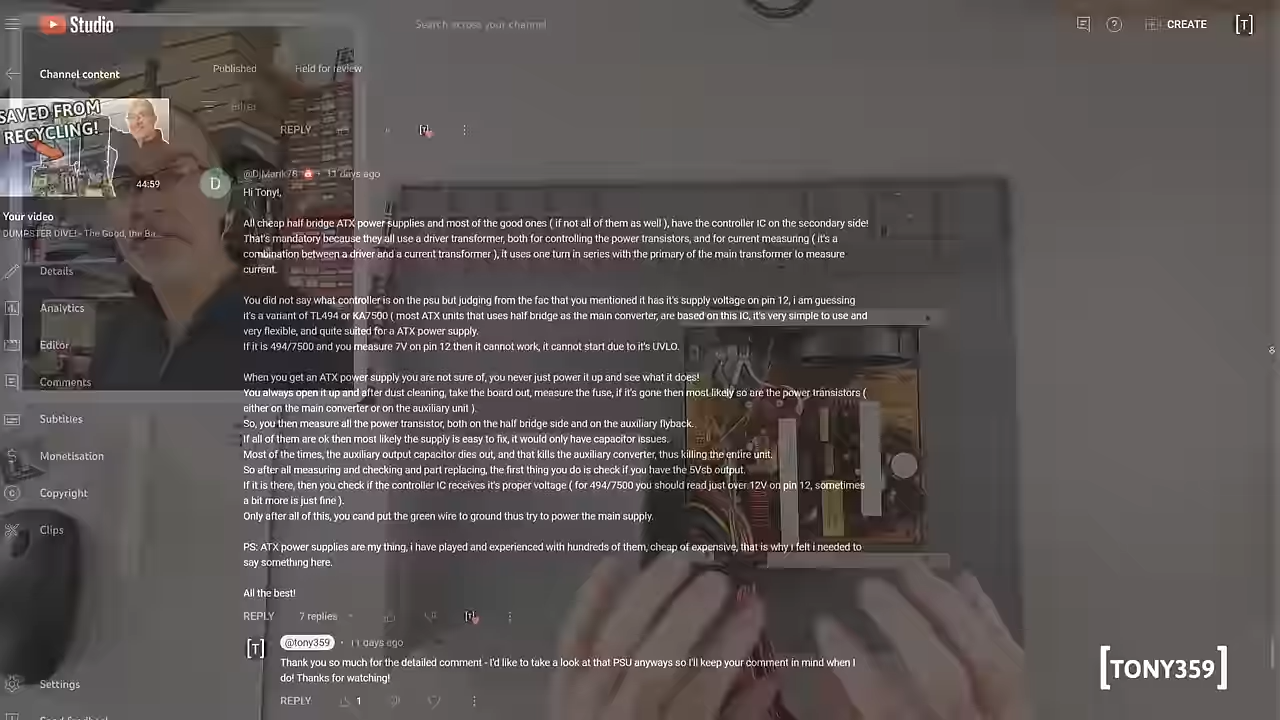 Studio
Search across your channel
CREATE
[T]
Channel content
Published
Held for review
Filter
SAVED FROM
RECYCLING!
44:59
Your video
DUMPSTER DIVE! - The Good, the Ba...
Details
Analytics
Editor
Comments
Subtitles
Monetisation
Copyright
Clips
Settings
REPLY
D
@DjMarik78 • 11 days ago
Hi Tony!,
All cheap half bridge ATX power supplies and most of the good ones ( if not all of them as well ), have the controller IC on the secondary side!
That's mandatory because they all use a driver transformer, both for controlling the power transistors, and for current measuring ( it's a
combination between a driver and a current transformer ), it uses one turn in series with the primary of the main transformer to measure
current.
You did not say what controller is on the psu but judging from the fac that you mentioned it has it's supply voltage on pin 12, i am guessing
it's a variant of TL494 or KA7500 ( most ATX units that uses half bridge as the main converter, are based on this IC, it's very simple to use and
very flexible, and quite suited for a ATX power supply.
If it is 494/7500 and you measure 7V on pin 12 then it cannot work, it cannot start due to it's UVLO.
When you get an ATX power supply you are not sure of, you never just power it up and see what it does!
You always open it up and after dust cleaning, take the board out, measure the fuse, if it's gone then most likely so are the power transistors (
either on the main converter or on the auxiliary unit ).
So, you then measure all the power transistor, both on the half bridge side and on the auxiliary flyback.
If all of them are ok then most likely the supply is easy to fix, it would only have capacitor issues.
Most of the times, the auxiliary output capacitor dies out, and that kills the auxiliary converter, thus killing the entire unit.
So after all measuring and checking and part replacing, the first thing you do is check if you have the 5Vsb output.
If it is there, then you check if the controller IC receives it's proper voltage ( for 494/7500 you should read just over 12V on pin 12, sometimes
a bit more is just fine ).
Only after all of this, you cand put the green wire to ground thus try to power the main supply.
PS: ATX power supplies are my thing, i have played and experienced with hundreds of them, cheap of expensive, that is why i felt i needed to
say something here.
All the best!
REPLY
7 replies
[T]
@tony359 • 11 days ago
Thank you so much for the detailed comment - I'd like to take a look at that PSU anyways so I'll keep your comment in mind when I
do! Thanks for watching!
REPLY
1
[TONY359]